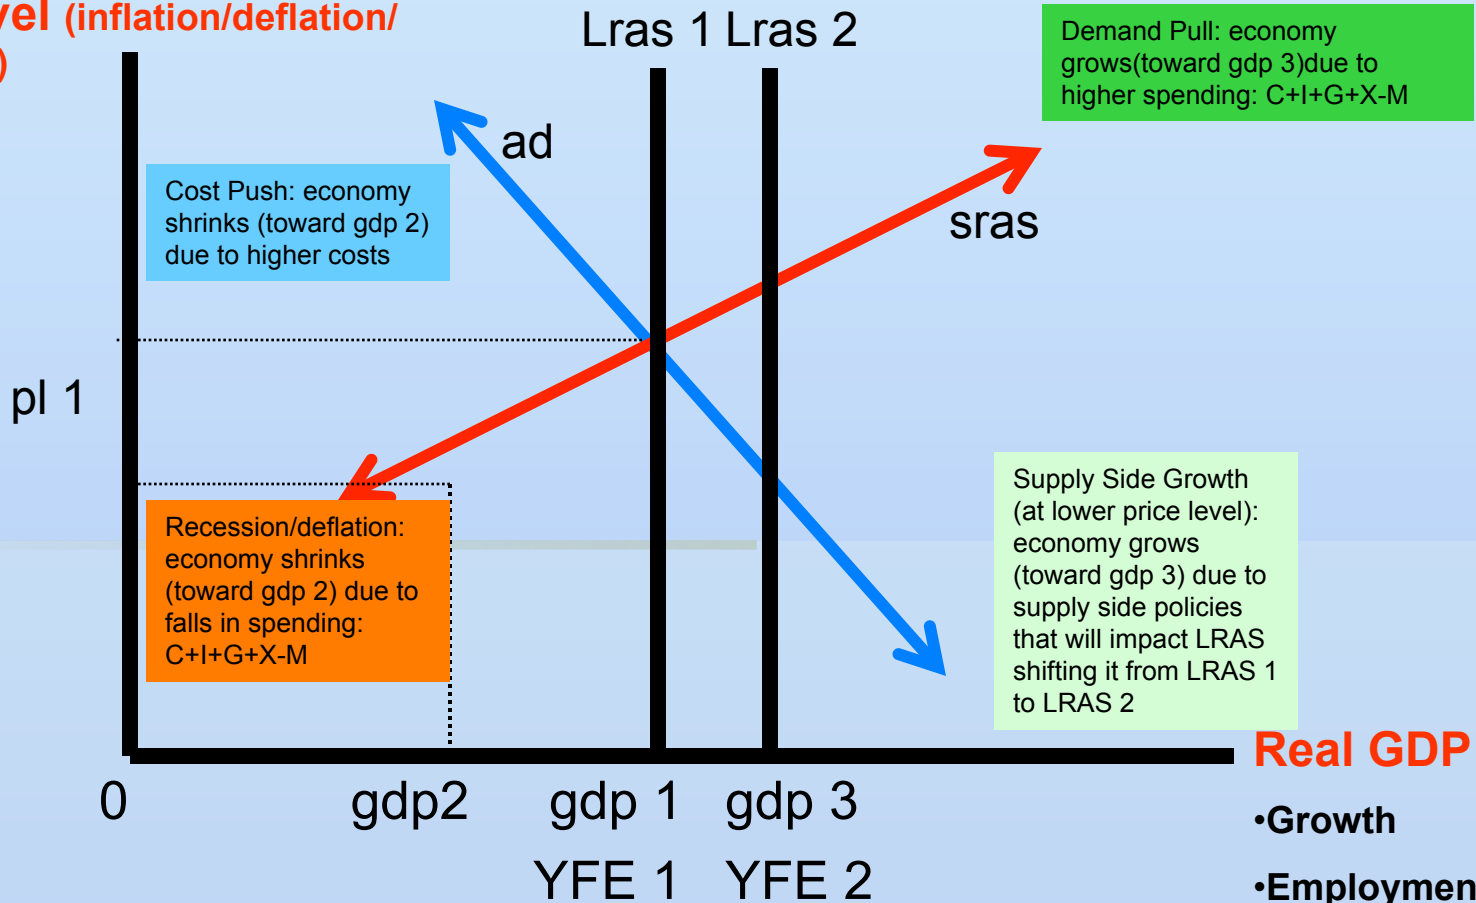 (inflation/deflation/
)
Lras 1 Lras 2
Demand Pull: economy
grows(toward gdp 3)due to
higher spending: C+I+G+X-M
ad
Cost Push: economy
shrinks (toward gdp 2)
due to higher costs
sras
pl 1
Supply Side Growth
(at lower price level):
economy grows
(toward gdp 3) due to
supply side policies
that will impact LRAS
shifting it from LRAS 1
to LRAS 2
Recession/deflation:
economy shrinks
(toward gdp 2) due to
falls in spending:
C+I+G+X-M
Real GDP
0 gdp2 gdp 1 gdp 3
•Growth
YFE 1 YFE 2
•Employmen